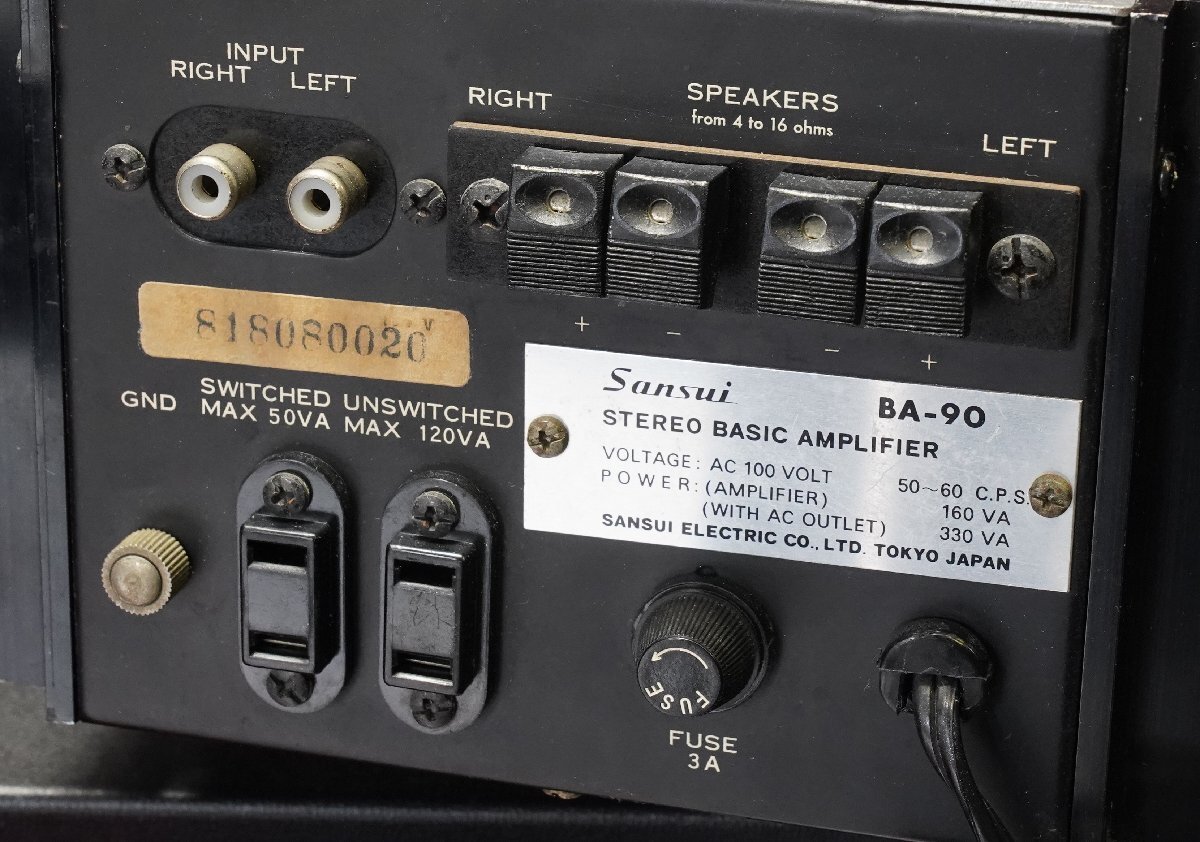 INPUT
RIGHT LEFT
RIGHT
SPEAKERS
from 4 to 16 ohms
LEFT
+ − − +
818080020 V
GND
SWITCHED
MAX 50VA
UNSWITCHED
MAX 120VA
Sansui BA-90
STEREO BASIC AMPLIFIER
VOLTAGE: AC 100 VOLT 50~60 C.P.S.
POWER: (AMPLIFIER) 160 VA
(WITH AC OUTLET) 330 VA
SANSUI ELECTRIC CO., LTD. TOKYO JAPAN
FUSE
FUSE
3A